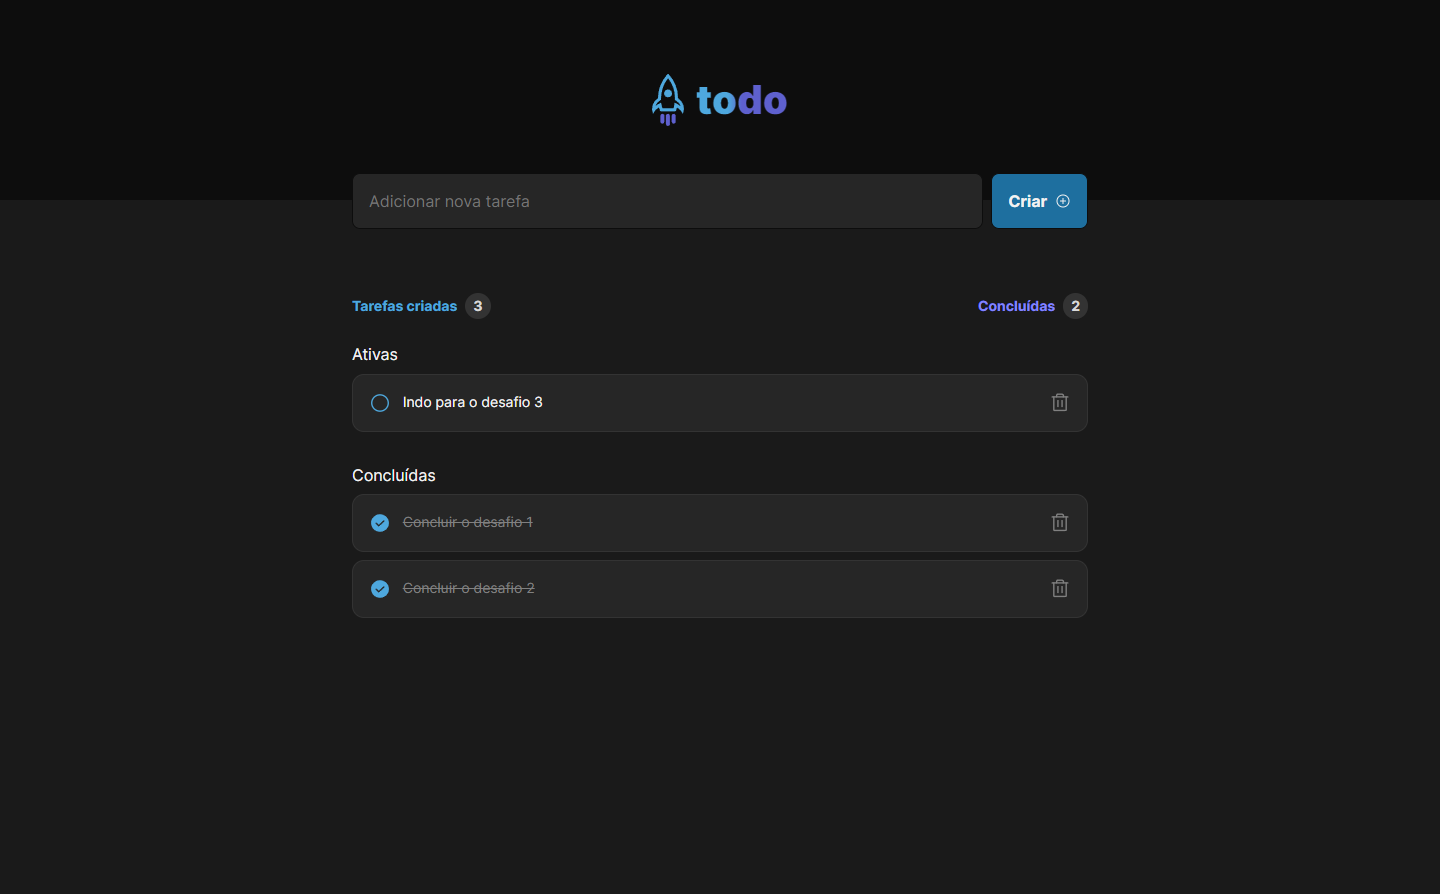 todo
Adicionar nova tarefa
Criar
Tarefas criadas 3
Concluídas 2
Ativas
Indo para o desafio 3
Concluídas
Concluir o desafio 1
Concluir o desafio 2